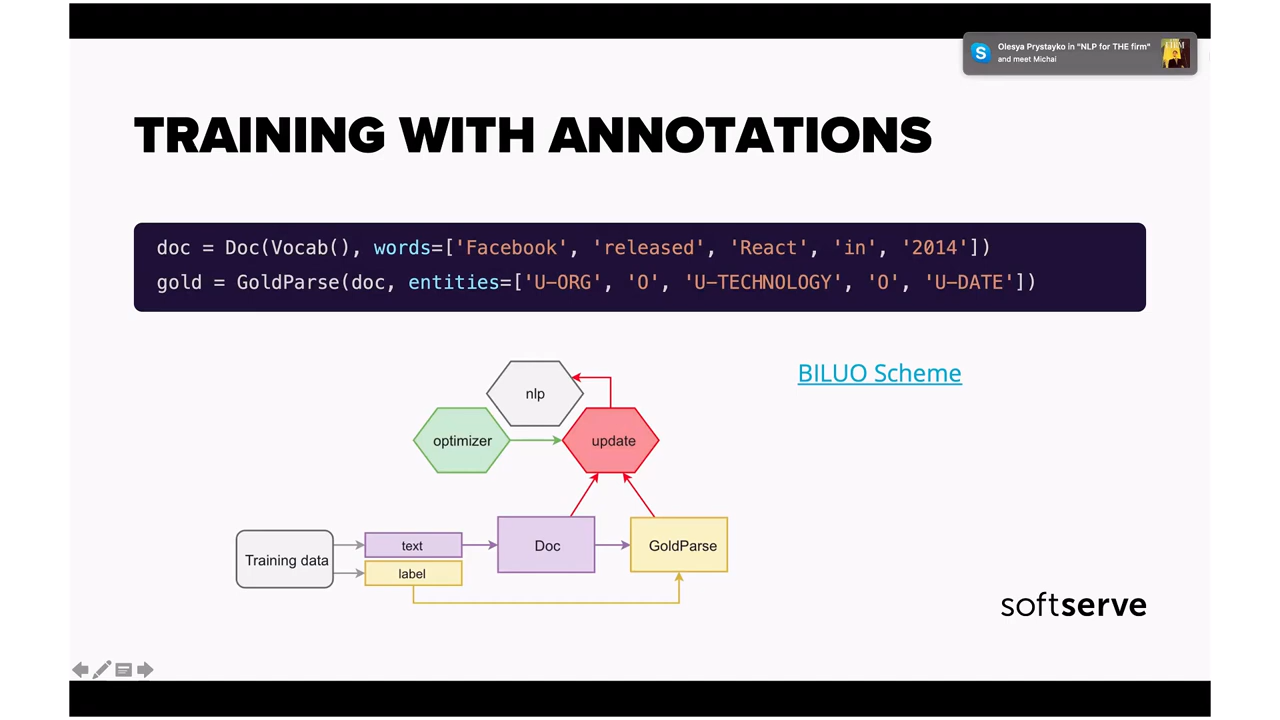 Olesya Prystayko in "NLP for THE firm"
and meet Michai
TRAINING WITH ANNOTATIONS
doc = Doc(Vocab(), words=['Facebook', 'released', 'React', 'in', '2014'])
gold = GoldParse(doc, entities=['U-ORG', 'O', 'U-TECHNOLOGY', 'O', 'U-DATE'])
BILUO Scheme
nlp
optimizer
update
Training data
text
label
Doc
GoldParse
softserve